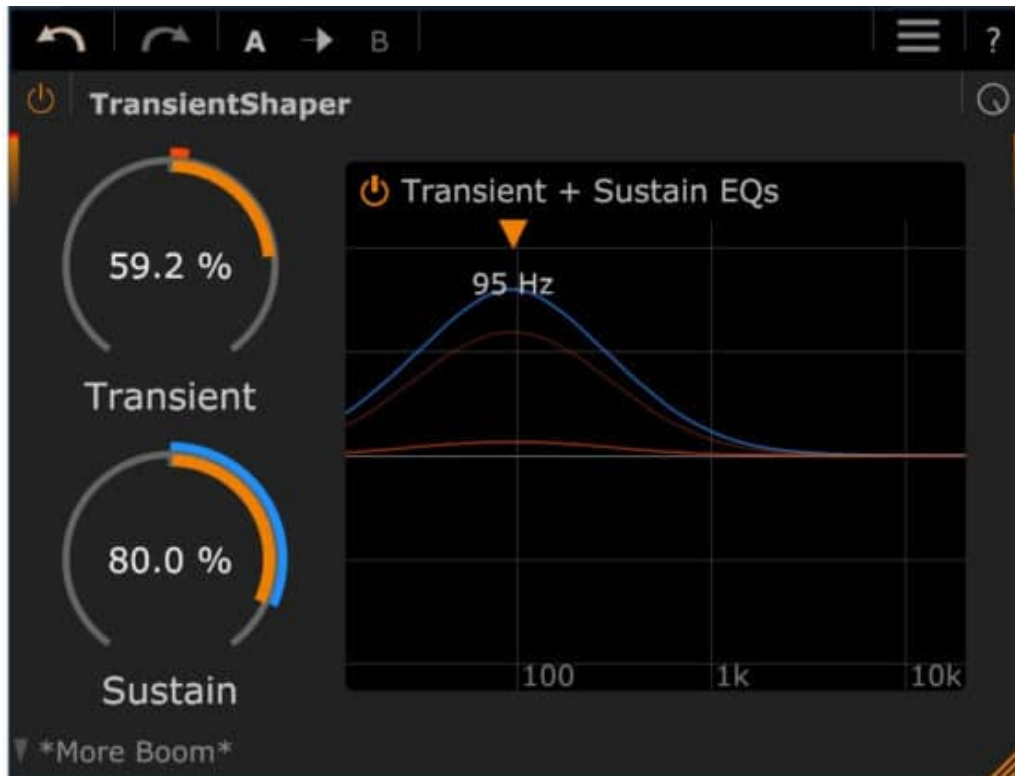 A B ?
TransientShaper
Transient + Sustain EQs
59.2 %
95 Hz
Transient
80.0 %
100 1k 10k
Sustain
*More Boom*